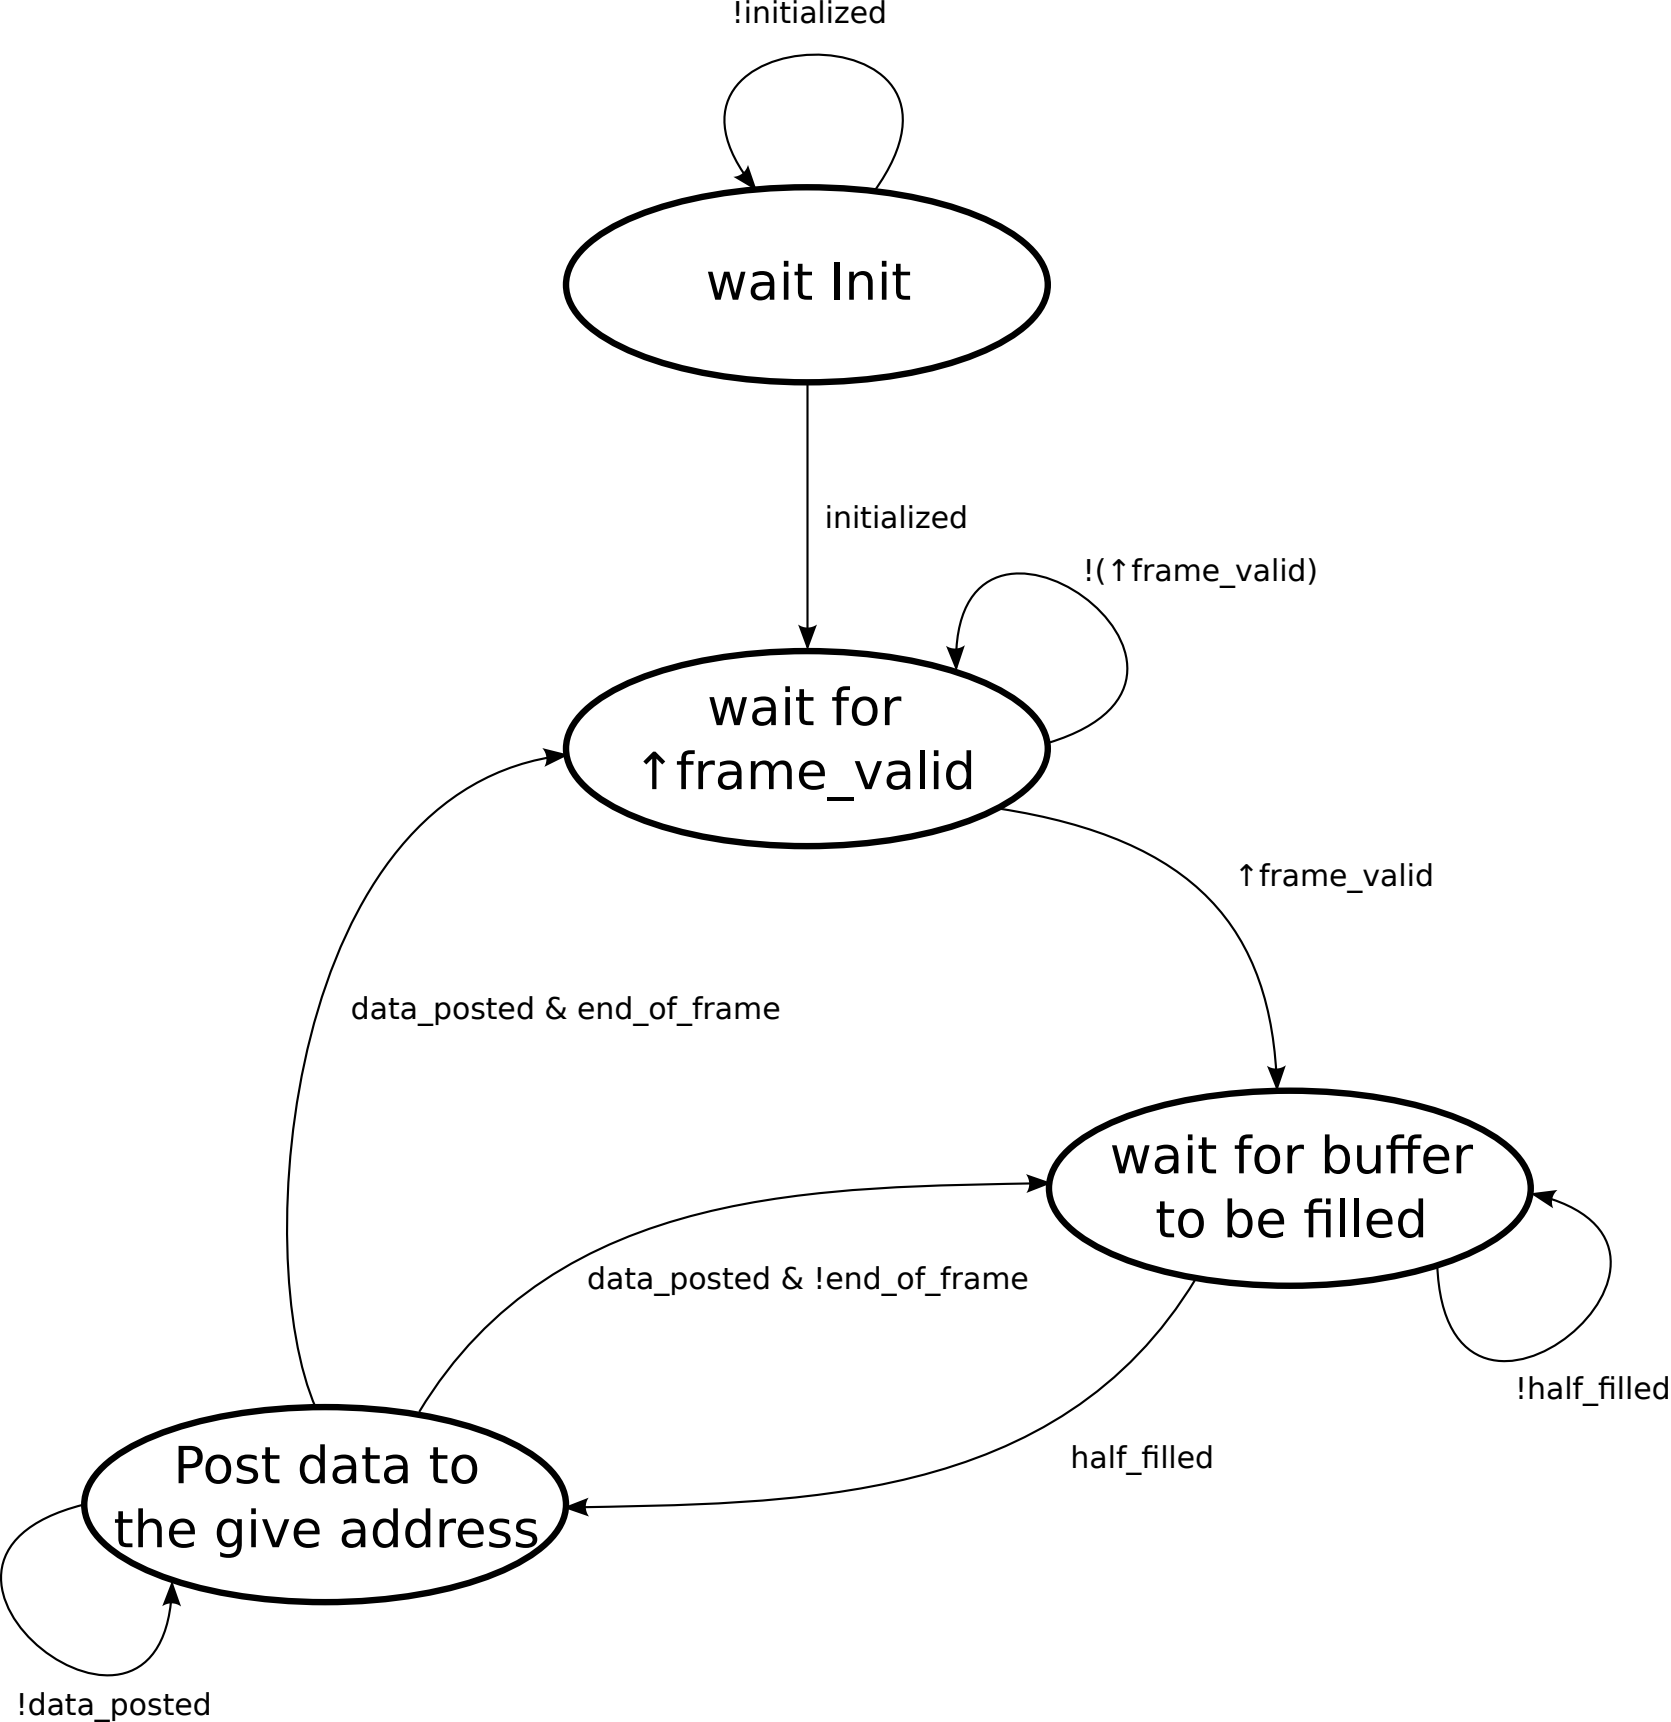 !initialized
wait Init
initialized
!(↑frame_valid)
wait for
↑frame_valid
↑frame_valid
data_posted & end_of_frame
wait for buffer
to be filled
data_posted & !end_of_frame
!half_filled
half_filled
Post data to
the give address
!data_posted